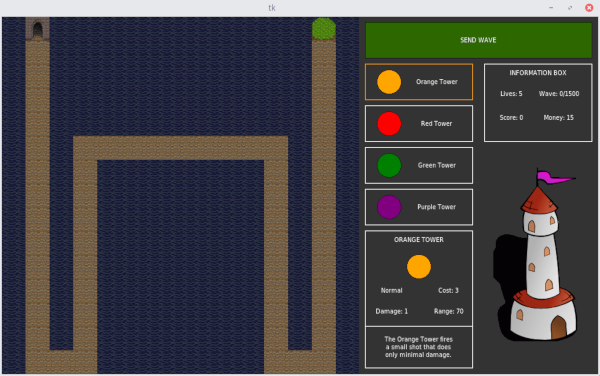 tk
SEND WAVE
Orange Tower
Red Tower
Green Tower
Purple Tower
ORANGE TOWER
Normal Cost: 3
Damage: 1 Range: 70
The Orange Tower fires
a small shot that does
only minimal damage.
INFORMATION BOX
Lives: 5 Wave: 0/1500
Score: 0 Money: 15